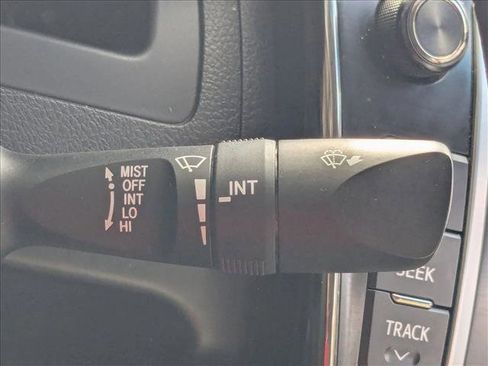 MIST
OFF
INT
LO
HI
INT
SEEK
TRACK